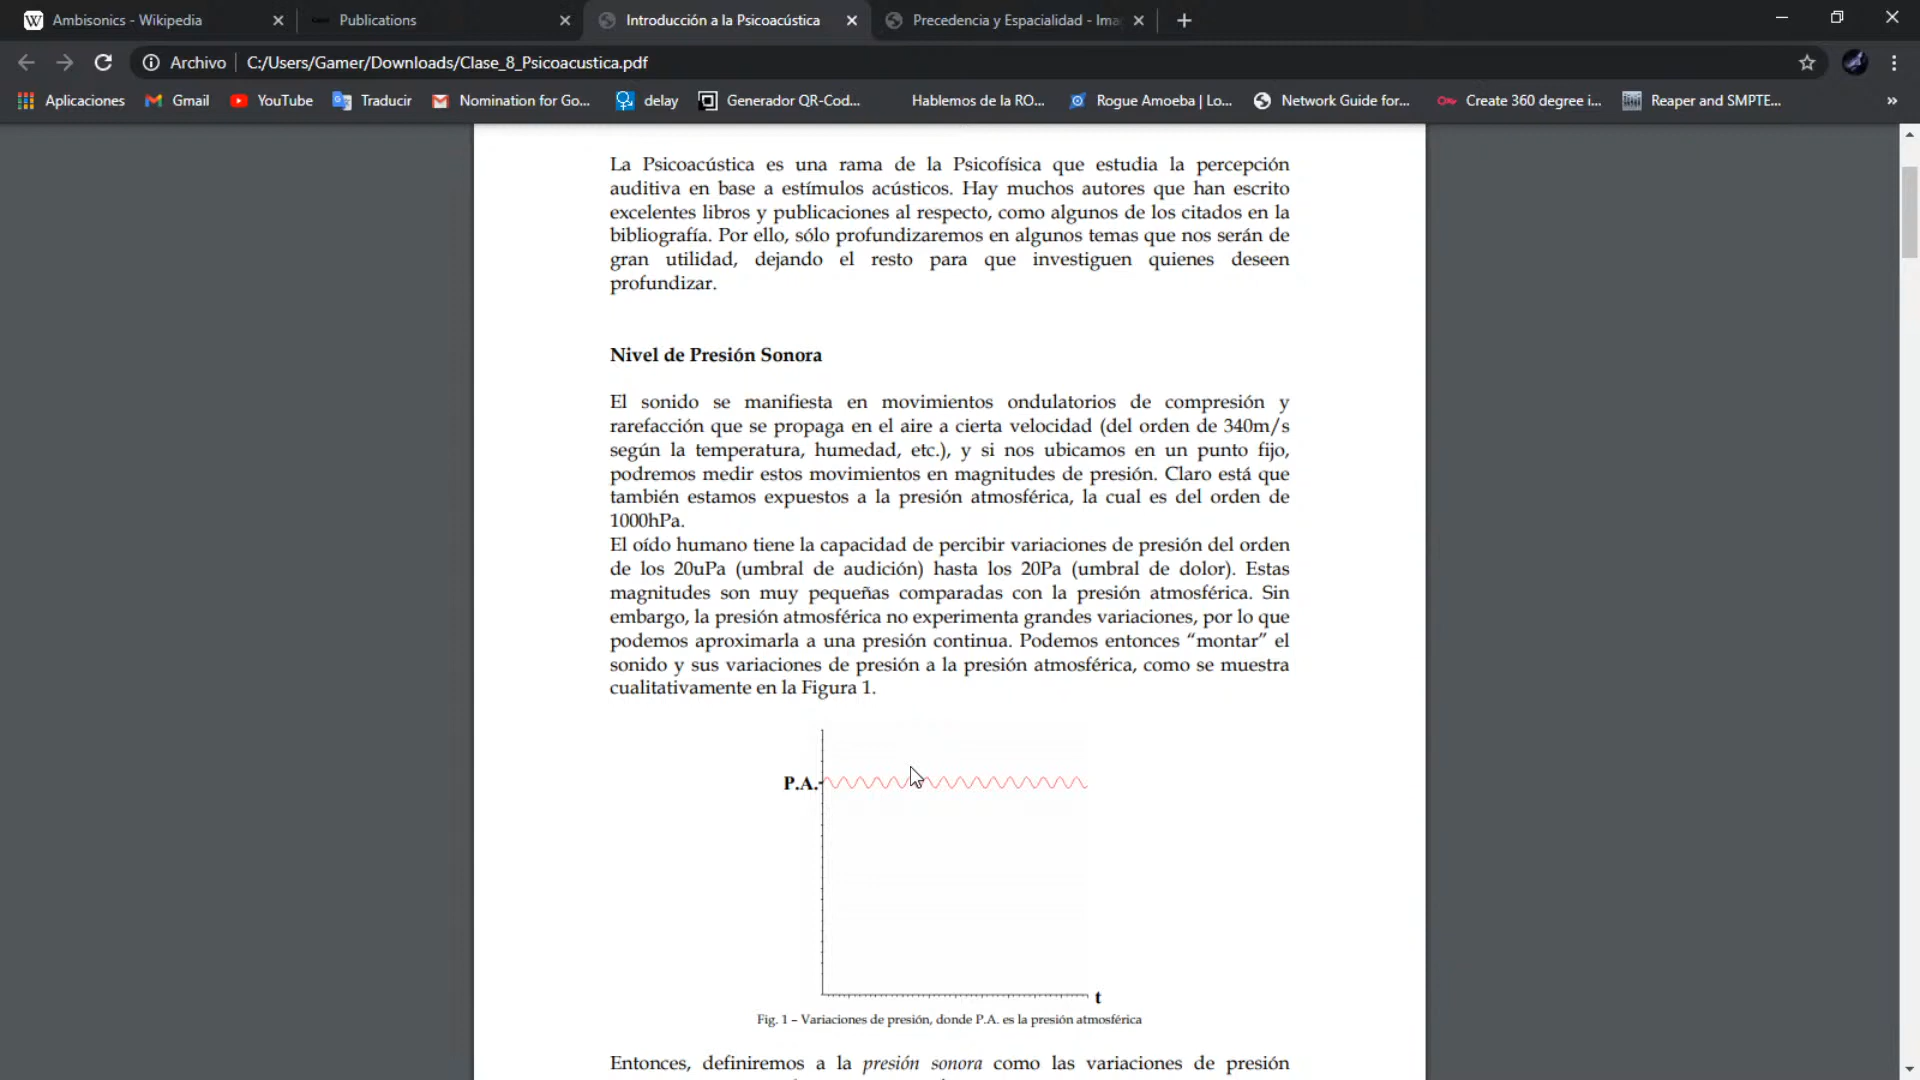 Ambisonics - Wikipedia
Publications
Introducción a la Psicoacústica
Precedencia y Espacialidad - Ima
Archivo
C:/Users/Gamer/Downloads/Clase_8_Psicoacustica.pdf
Aplicaciones
Gmail
YouTube
Traducir
Nomination for Go...
delay
Generador QR-Cod...
Hablemos de la RO...
Rogue Amoeba | Lo...
Network Guide for...
Create 360 degree i...
Reaper and SMPTE...
La Psicoacústica es una rama de la Psicofísica que estudia la percepción
auditiva en base a estímulos acústicos. Hay muchos autores que han escrito
excelentes libros y publicaciones al respecto, como algunos de los citados en la
bibliografía. Por ello, sólo profundizaremos en algunos temas que nos serán de
gran utilidad, dejando el resto para que investiguen quienes deseen
profundizar.
Nivel de Presión Sonora
El sonido se manifiesta en movimientos ondulatorios de compresión y
rarefacción que se propaga en el aire a cierta velocidad (del orden de 340m/s
según la temperatura, humedad, etc.), y si nos ubicamos en un punto fijo,
podremos medir estos movimientos en magnitudes de presión. Claro está que
también estamos expuestos a la presión atmosférica, la cual es del orden de
1000hPa.
El oído humano tiene la capacidad de percibir variaciones de presión del orden
de los 20uPa (umbral de audición) hasta los 20Pa (umbral de dolor). Estas
magnitudes son muy pequeñas comparadas con la presión atmosférica. Sin
embargo, la presión atmosférica no experimenta grandes variaciones, por lo que
podemos aproximarla a una presión continua. Podemos entonces “montar” el
sonido y sus variaciones de presión a la presión atmosférica, como se muestra
cualitativamente en la Figura 1.
P.A.
t
Fig. 1 – Variaciones de presión, donde P.A. es la presión atmosférica
Entonces, definiremos a la presión sonora como las variaciones de presión